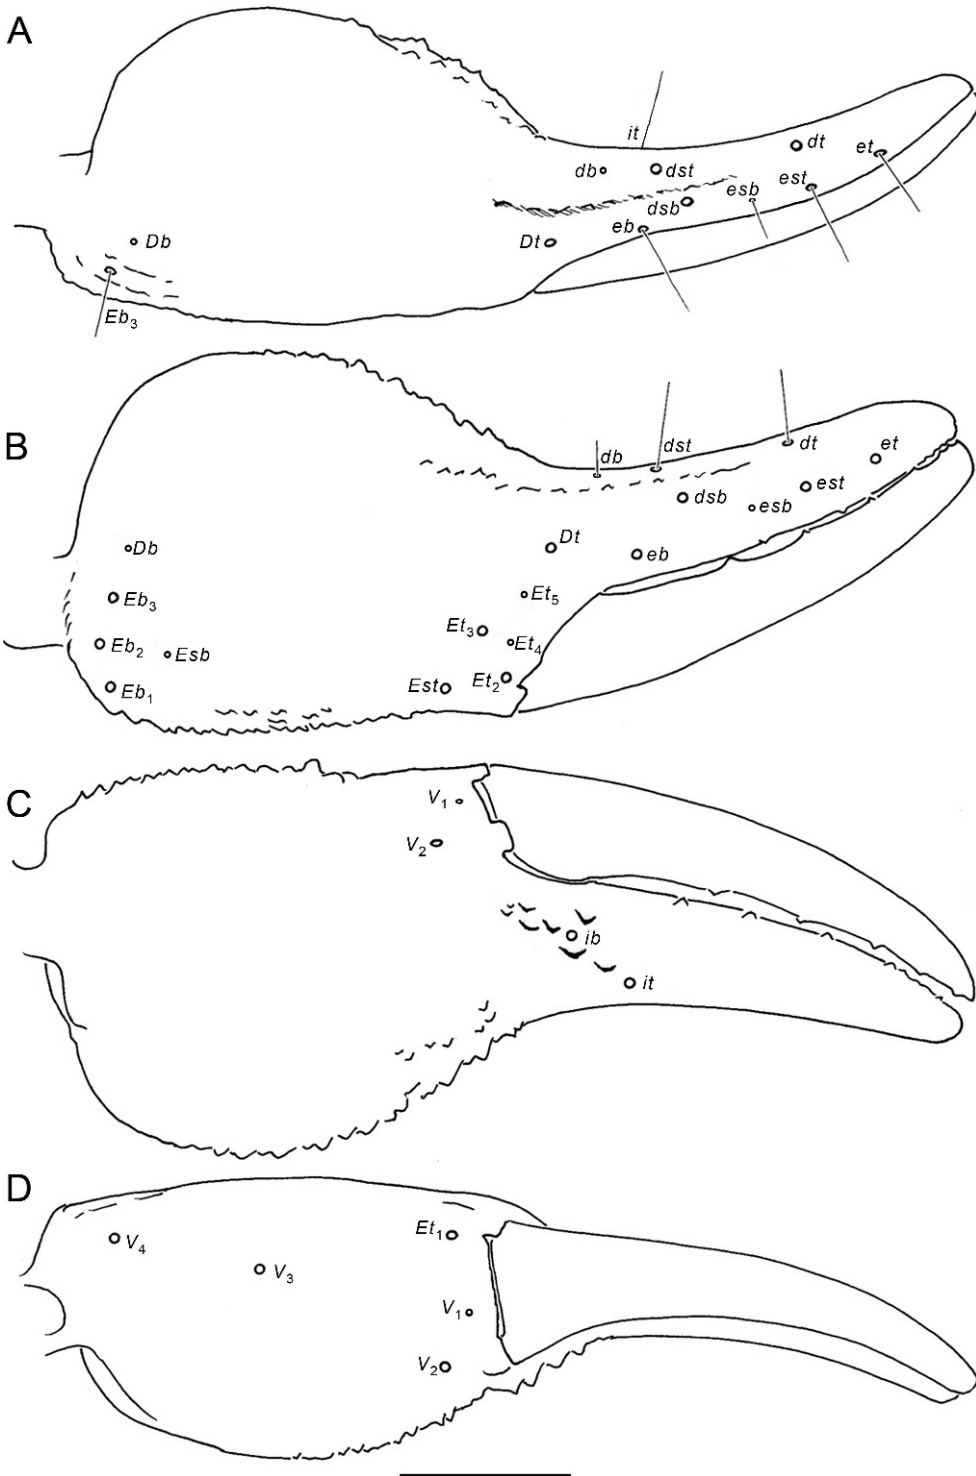 A
it
db
dst
dt
et
esb
est
dsb
eb
Db
Dt
Eb3
B
db
dst
dt
et
dsb
est
esb
Db
Dt
eb
Eb3
Et5
Et3
Et4
Eb2
Esb
Eb1
Est
Et2
C
V1
V2
ib
it
D
V4
Et1
V3
V1
V2